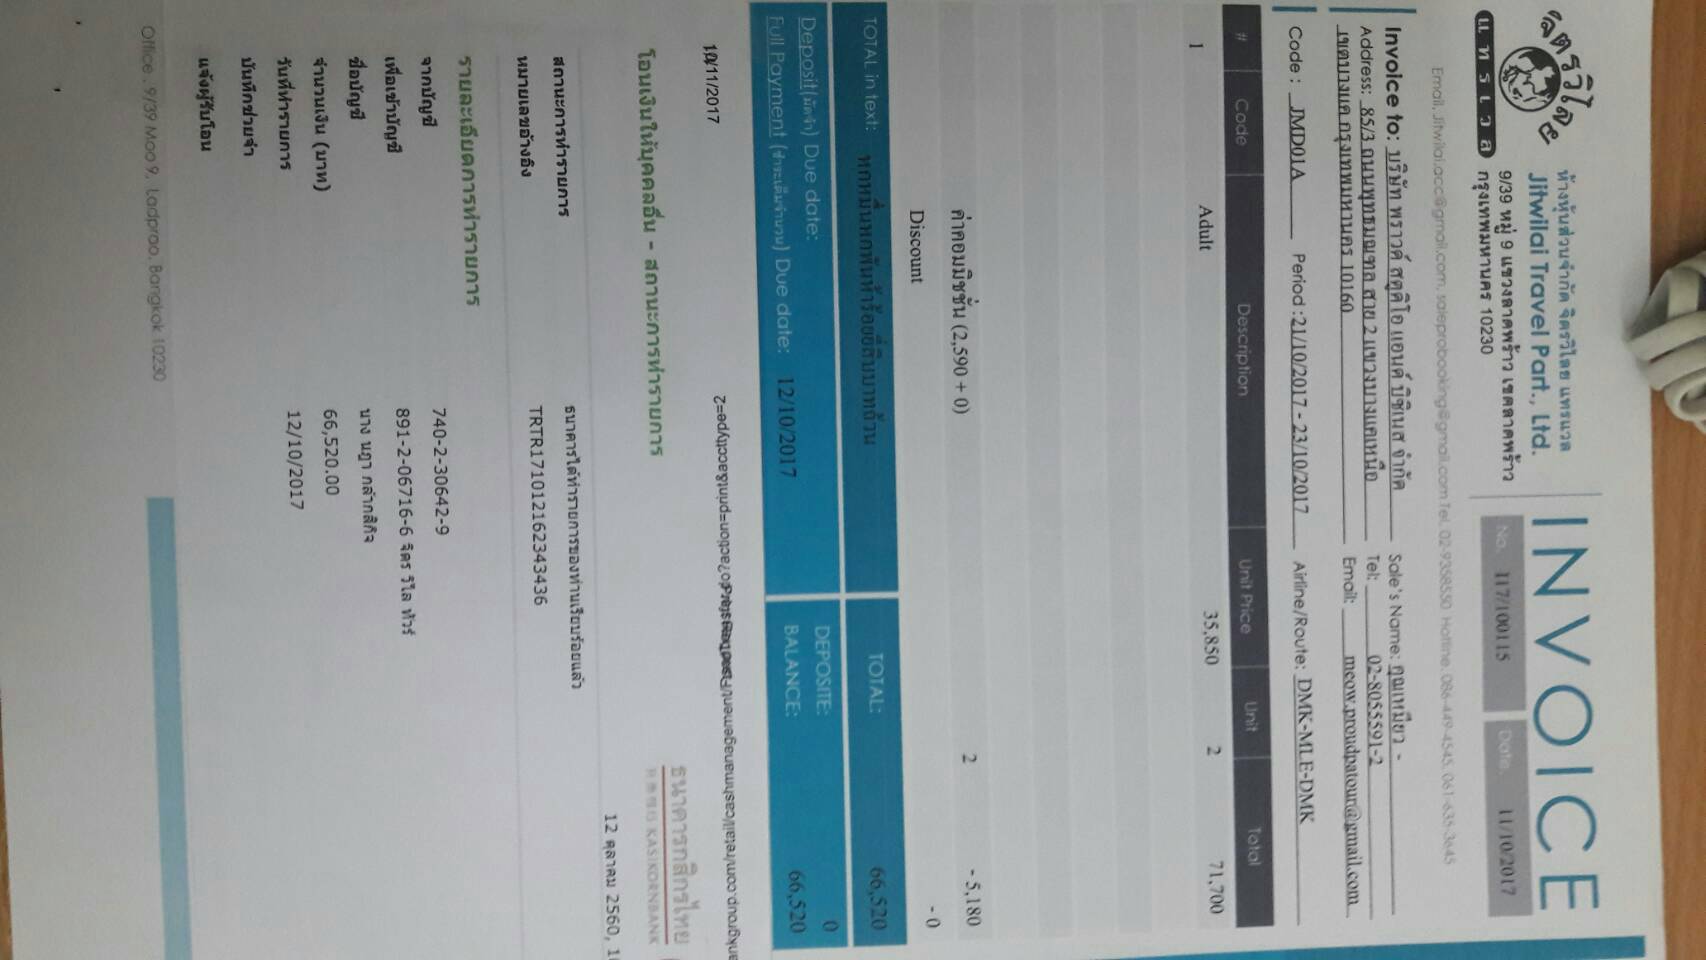 จิตรวิไลย
แทรเวล
ห้างหุ้นส่วนจำกัด จิตรวิไลย แทรเวล
Jitwilai Travel Part., Ltd.
9/39 หมู่ 9 แขวงลาดพร้าว เขตลาดพร้าว
กรุงเทพมหานคร 10230
INVOICE
No. 117/100115 Date. 11/10/2017
Email. Jitwilai.acc@gmail.com, saleprobooking@gmail.com Tel. 02-9358550 Hotline. 086-449-4545, 061-635-3645
Invoice to: บริษัท พราวด์ สตูดิโอ แอนด์ บิซิเนส จำกัด Sale's Name: คุณเหมียว -
Address: 85/3 ถนนพุทธมณฑล สาย 2 แขวงบางแคเหนือ Tel: 02-8055591-2
เขตบางแค กรุงเทพมหานคร 10160 Email: meow.proudpatour@gmail.com
Code : JMD01A Period :21/10/2017 - 23/10/2017 Airline/Route: DMK-MLE-DMK
# Code Description Unit Price Unit Total
1 Adult 35,850 2 71,700
ค่าคอมมิชชั่น (2,590 + 0) 2 - 5,180
Discount - 0
TOTAL in text: หกหมื่นหกพันห้าร้อยยี่สิบบาทถ้วน TOTAL: 66,520
Deposit(มัดจำ) Due date: DEPOSITE: 0
Full Payment (ชำระเต็มจำนวน) Due date: 12/10/2017 BALANCE: 66,520
/11/2017
ธนาคารกสิกรไทย
KASIKORNBANK
โอนเงินให้บุคคลอื่น - สถานะการทำรายการ
12 ตุลาคม 2560,
สถานะการทำรายการ ธนาคารได้ทำรายการของท่านเรียบร้อยแล้ว
หมายเลขอ้างอิง TRTR171012162343436
รายละเอียดการทำรายการ
จากบัญชี 740-2-30642-9
เพื่อเข้าบัญชี 891-2-06716-6 จิตร วิไล ทัวร์
ชื่อบัญชี นาง นฎา กล้ากสิกิจ
จำนวนเงิน (บาท) 66,520.00
วันที่ทำรายการ 12/10/2017
บันทึกช่วยจำ
แจ้งผู้รับโอน
Office : 9/39 Moo 9, Ladprao, Bangkok 10230